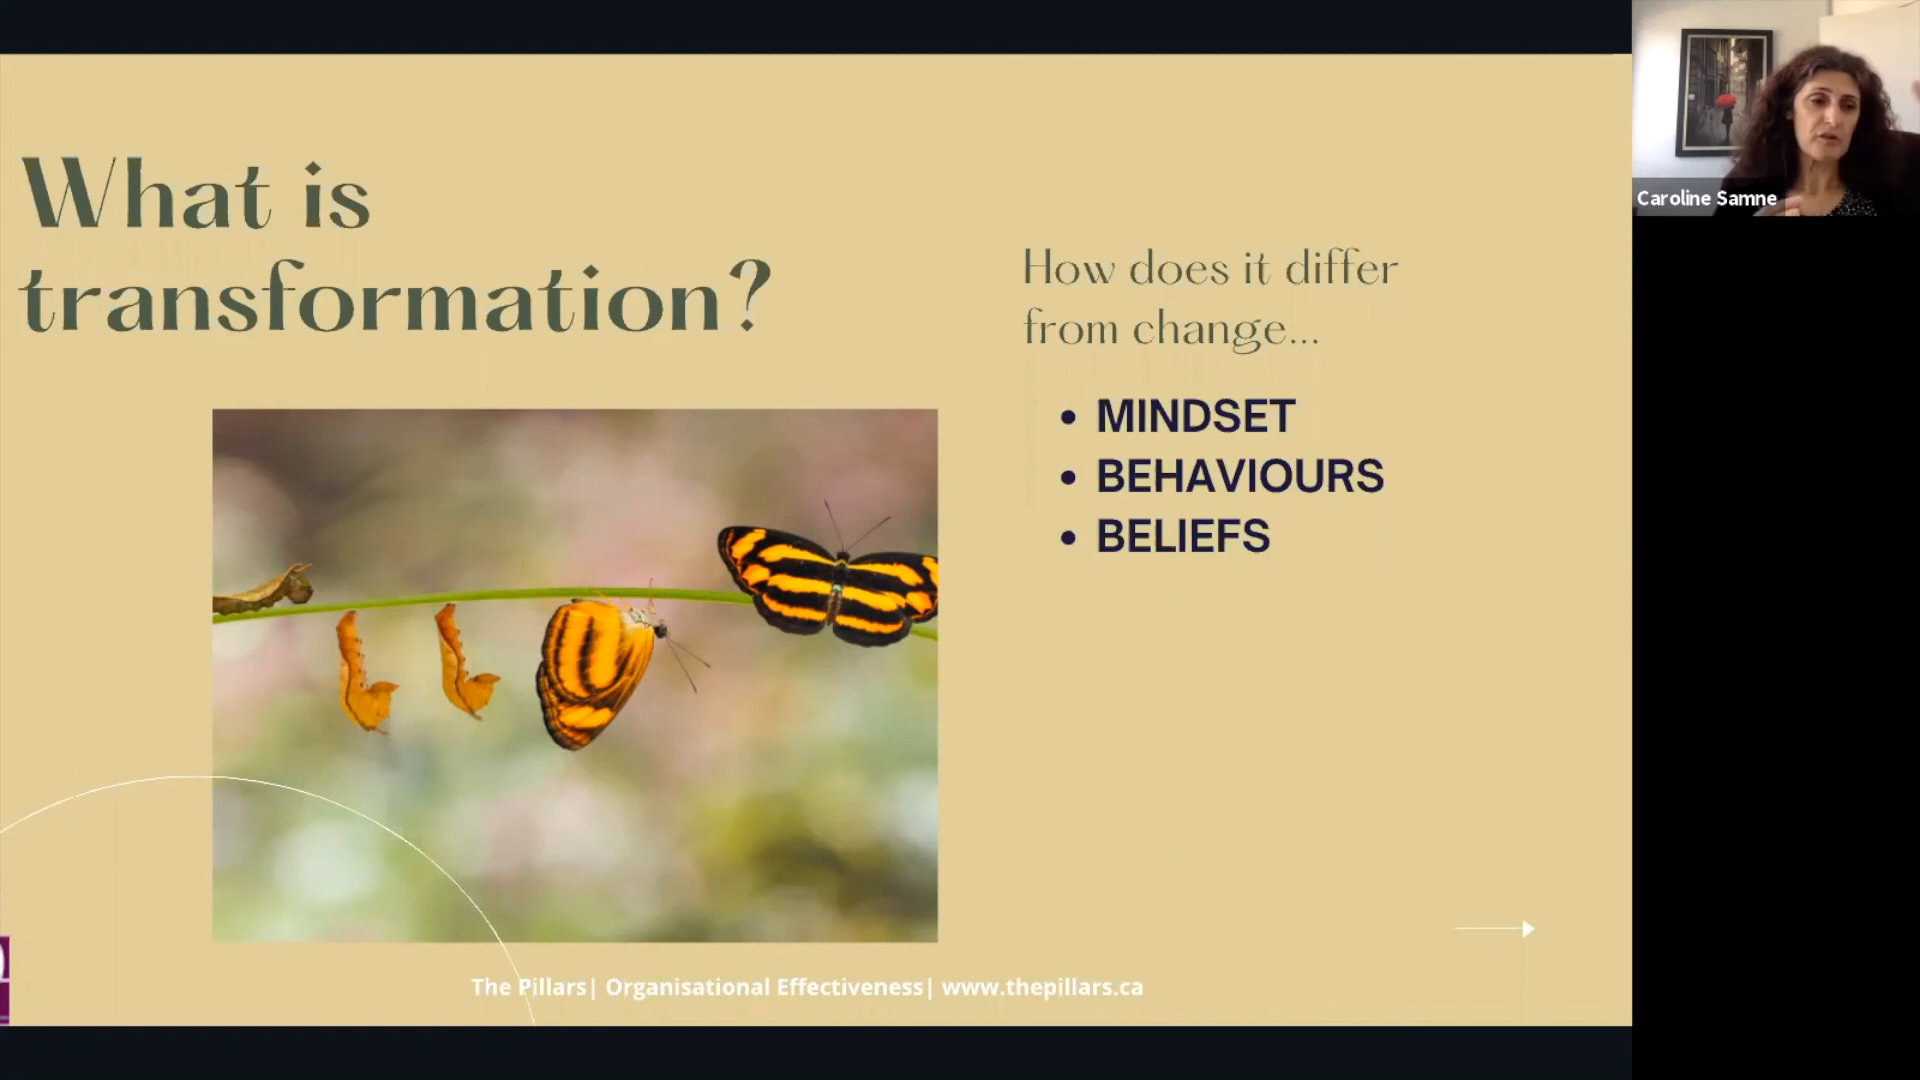 What is
transformation?
How does it differ
from change...
• MINDSET
• BEHAVIOURS
• BELIEFS
The Pillars| Organisational Effectiveness| www.thepillars.ca
Caroline Samne